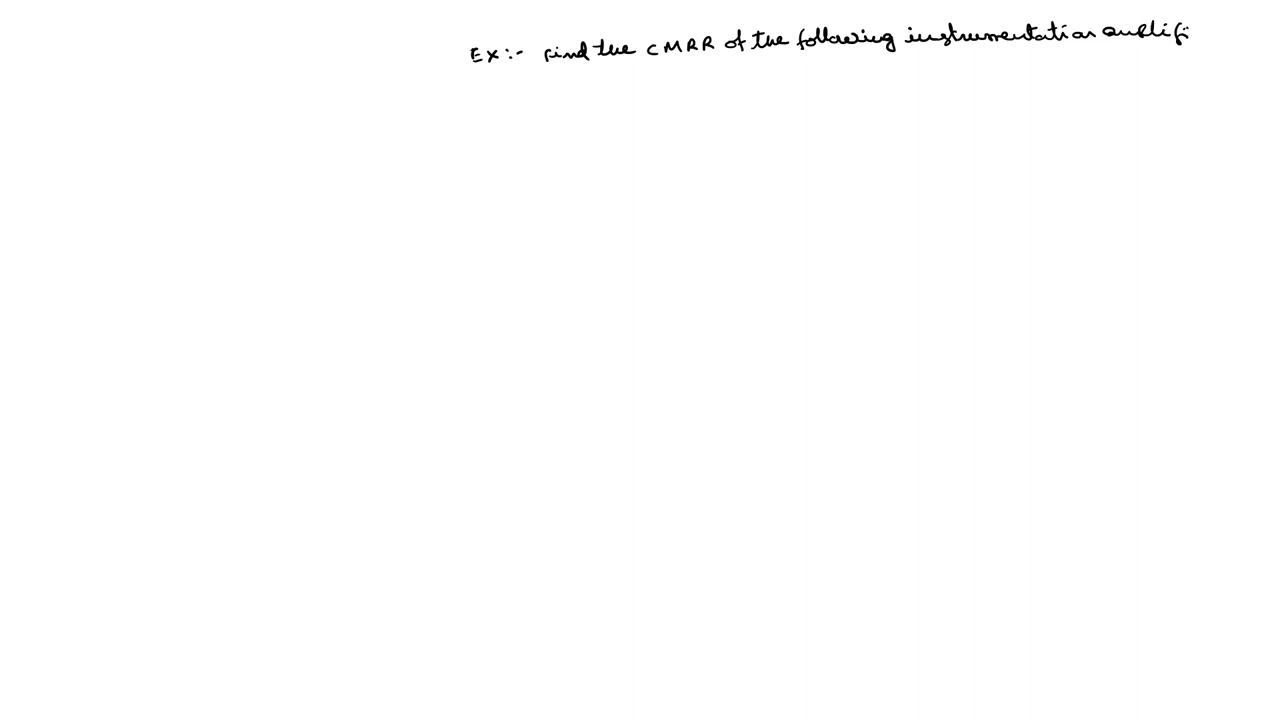 Ex:- Find the CMRR of the following instrumentation amplifi